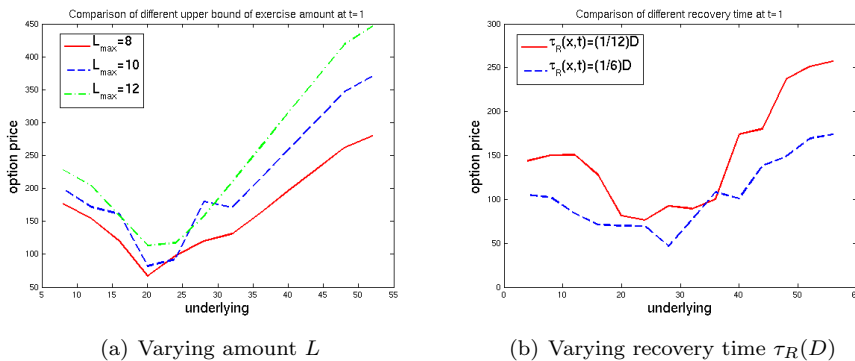 Comparison of different upper bound of exercise amount at t=1
450
400
350
300
250
200
150
100
50
option price
L_max=8
L_max=10
L_max=12
5 10 15 20 25 30 35 40 45 50 55
underlying
(a) Varying amount L
Comparison of different recovery time at t=1
300
250
200
150
100
50
0
option price
τ_R(x,t)=(1/12)D
τ_R(x,t)=(1/6)D
0 10 20 30 40 50 60
underlying
(b) Varying recovery time τ_R(D)